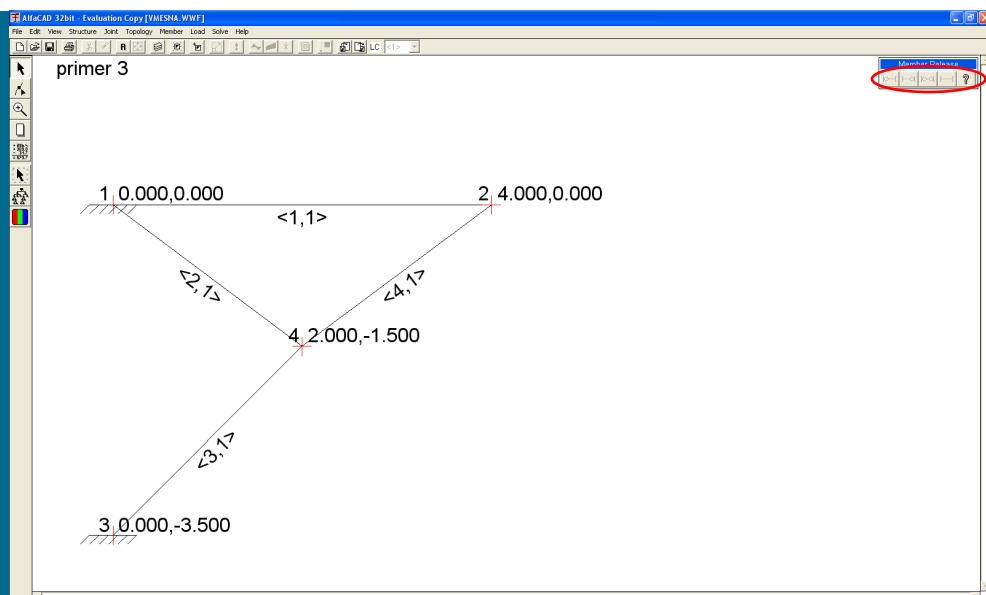 AlfaCAD 32bit - Evaluation Copy [VMESNA.WWF]
File Edit View Structure Joint Topology Member Load Solve Help
R LC <1>
Member Release
?
primer 3
1 0.000,0.000
2 4.000,0.000
<1,1>
<2,1>
<4,1>
4 2.000,-1.500
<3,1>
3 0.000,-3.500